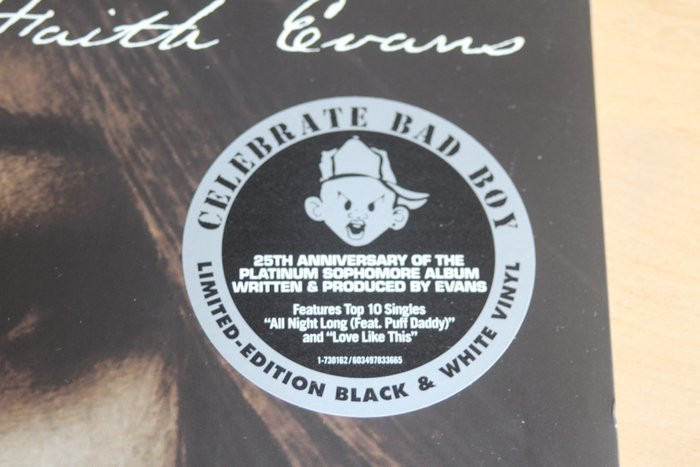 Faith Evans
CELEBRATE BAD BOY
25TH ANNIVERSARY OF THE
PLATINUM SOPHOMORE ALBUM
WRITTEN & PRODUCED BY EVANS
Features Top 10 Singles
"All Night Long (Feat. Puff Daddy)"
and "Love Like This"
1-730162/603497833665
LIMITED-EDITION BLACK & WHITE VINYL